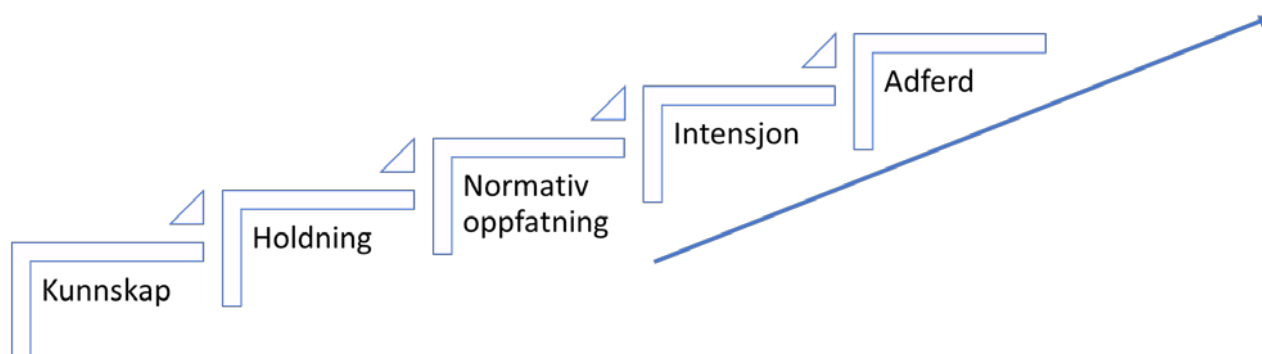 Kunnskap
Holdning
Normativ
oppfatning
Intensjon
Adferd